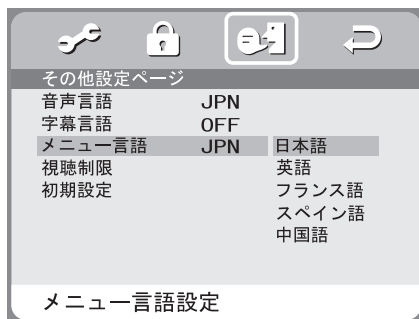 その他設定ページ
音声言語 JPN
字幕言語 OFF
メニュー言語 JPN 日本語
視聴制限 英語
初期設定 フランス語
スペイン語
中国語
メニュー言語設定